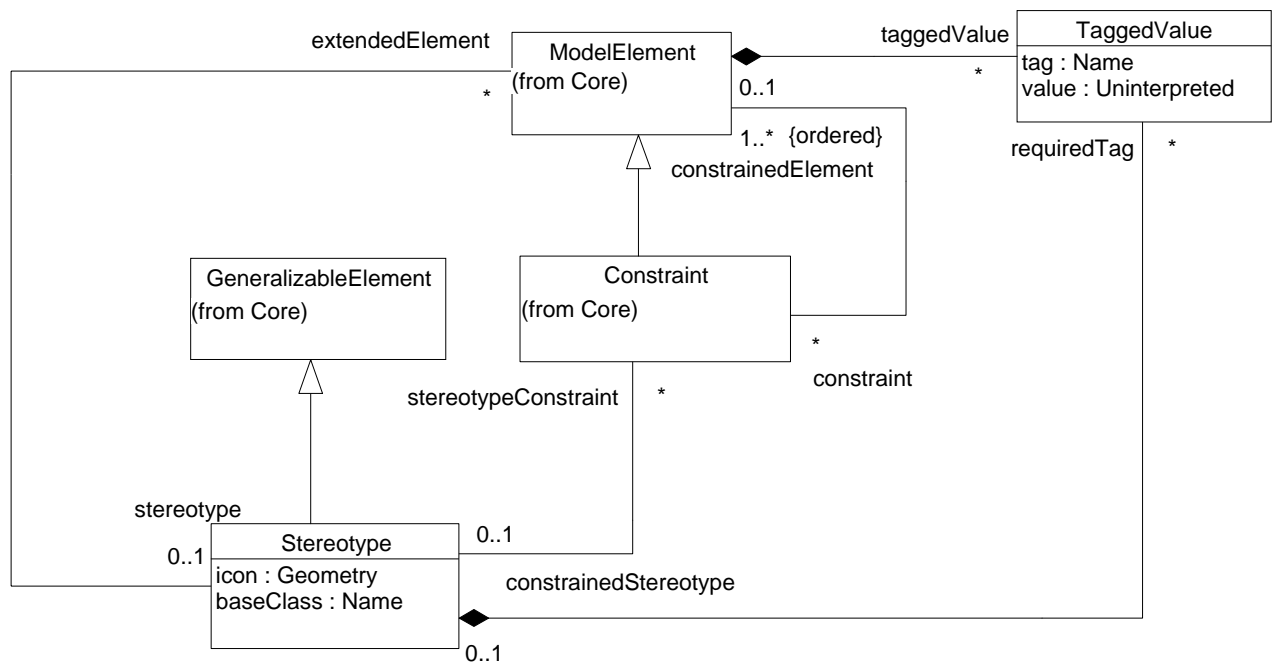 extendedElement
*
ModelElement
(from Core)
taggedValue
*
0..1
TaggedValue
tag : Name
value : Uninterpreted
1..* {ordered}
constrainedElement
requiredTag
*
GeneralizableElement
(from Core)
Constraint
(from Core)
*
constraint
stereotypeConstraint
*
stereotype
0..1
Stereotype
icon : Geometry
baseClass : Name
0..1
constrainedStereotype
0..1